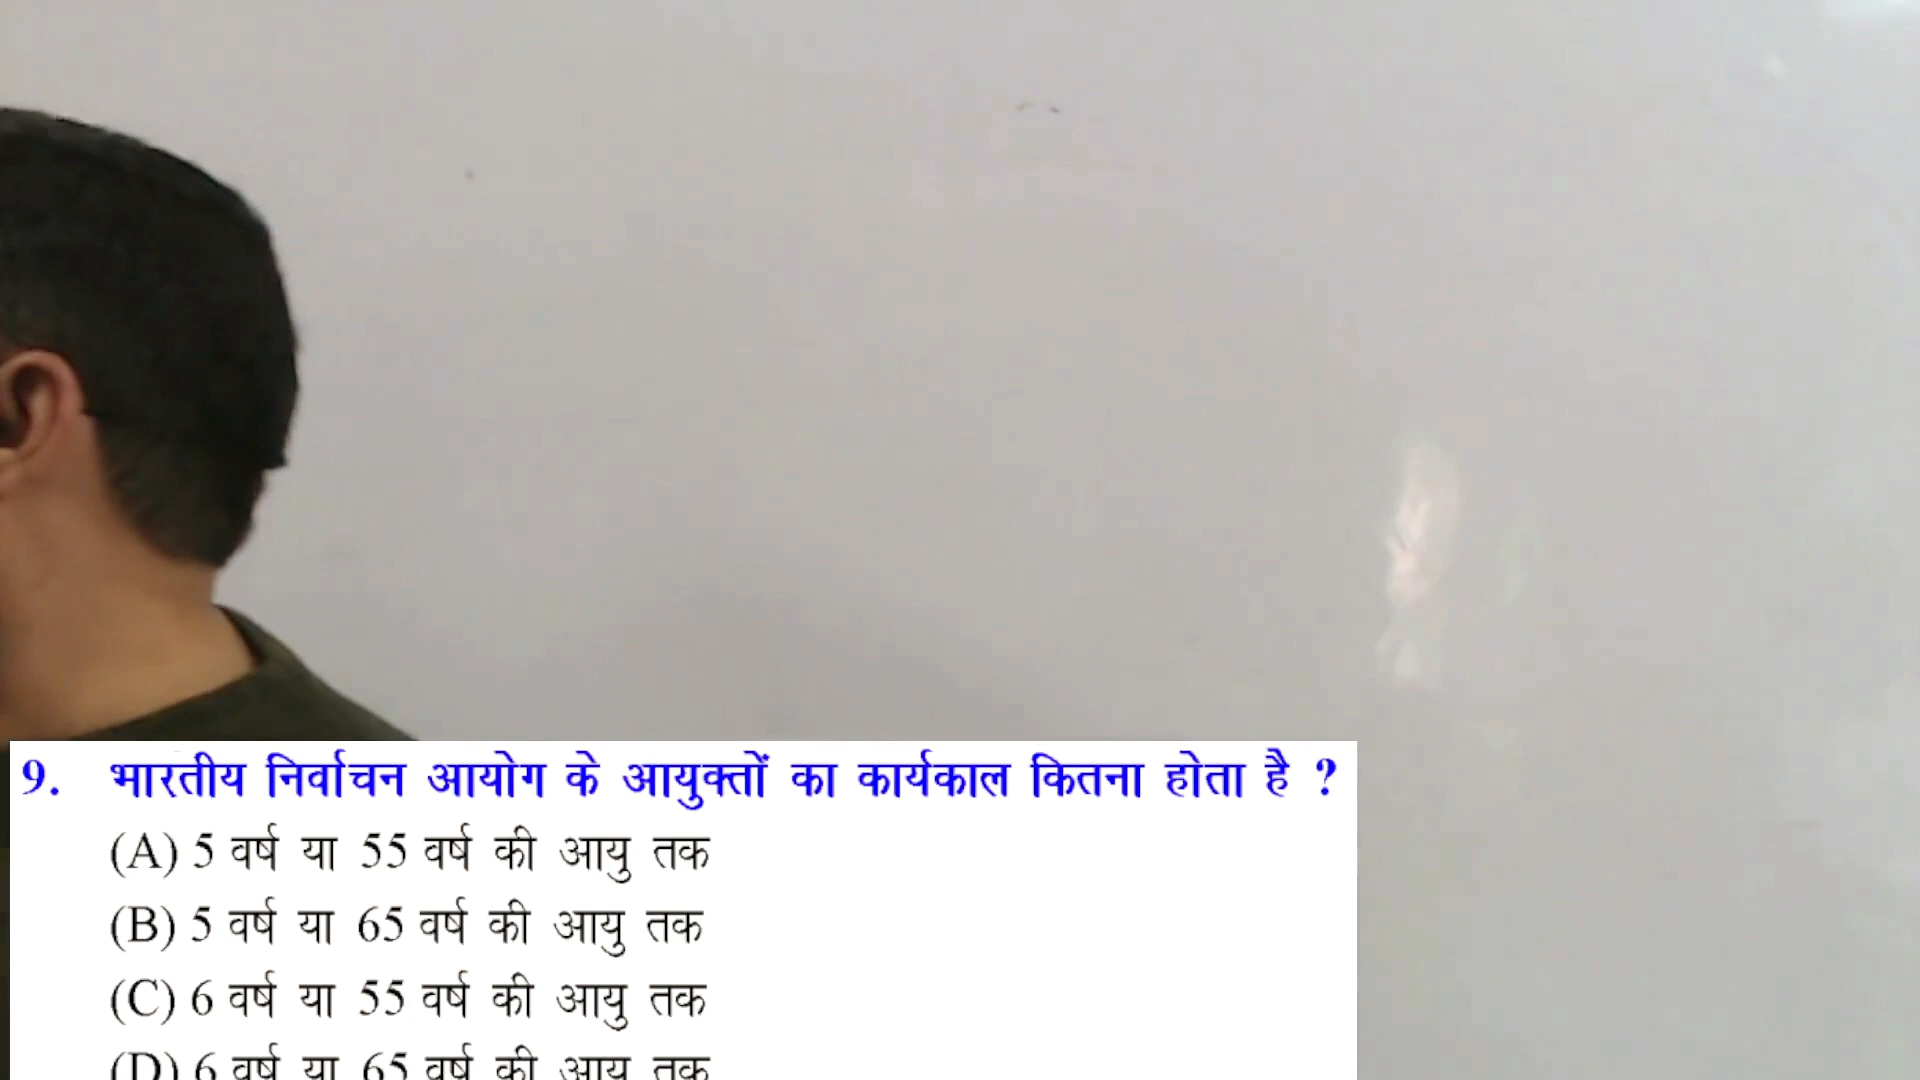 9. भारतीय निर्वाचन आयोग के आयुक्तों का कार्यकाल कितना होता है ?
(A) 5 वर्ष या 55 वर्ष की आयु तक
(B) 5 वर्ष या 65 वर्ष की आयु तक
(C) 6 वर्ष या 55 वर्ष की आयु तक
(D) 6 वर्ष या 65 वर्ष की आयु तक